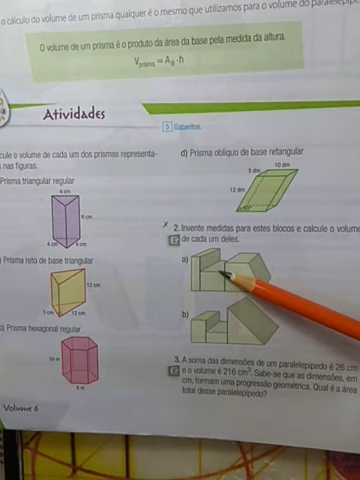 o cálculo do volume de um prisma qualquer é o mesmo que utilizamos para o volume do
O volume de um prisma é o produto da área da base pela medida da altura.
Vprisma = AB · h
Atividades
5 Gabaritos.
cule o volume de cada um dos prismas representa-
nas figuras.
Prisma triangular regular
4 cm
6 cm
4 cm
4 cm
Prisma reto de base triangular
12 cm
5 cm
12 cm
c) Prisma hexagonal regular
10 m
6 m
Volume 6
d) Prisma oblíquo de base retangular
10 dm
5 dm
12 dm
2. Invente medidas para estes blocos e calcule o volume
de cada um deles.
a)
b)
3. A soma das dimensões de um paralelepípedo é 26 cm
e o volume é 216 cm³. Sabe-se que as dimensões, em
cm, formam uma progressão geométrica. Qual é a área
total desse paralelepípedo?